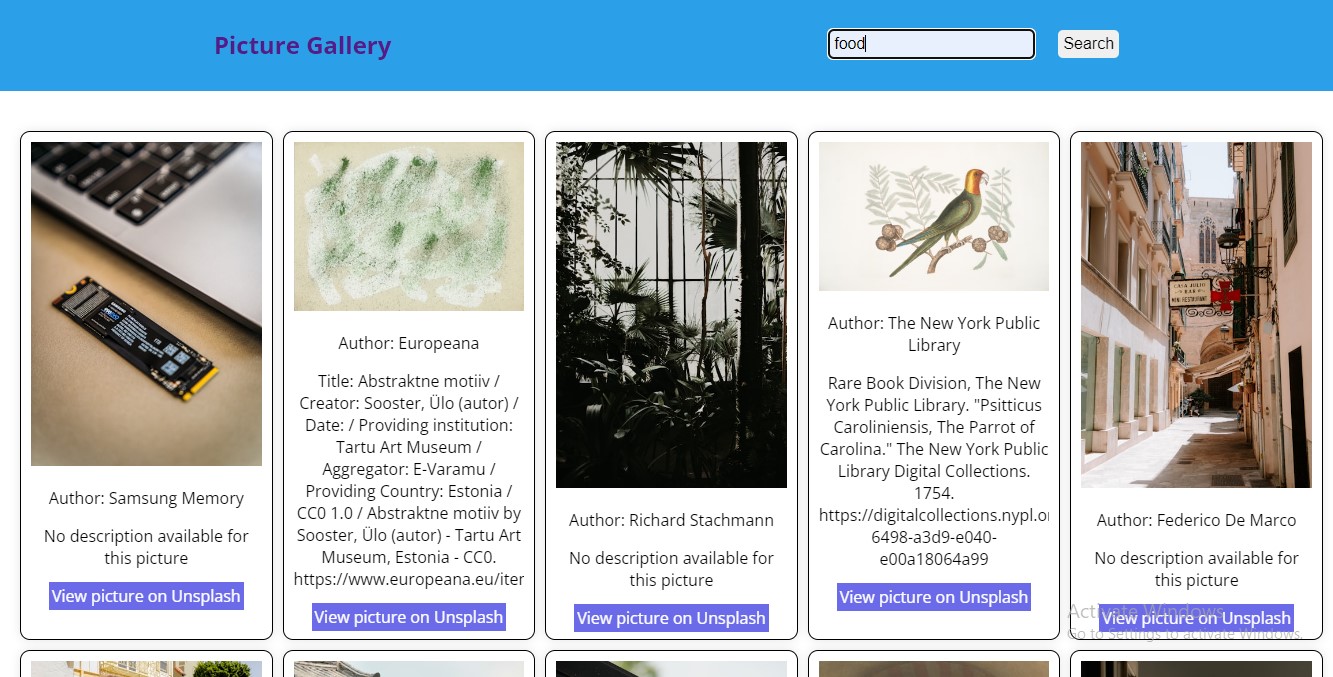 Picture Gallery
food
Search
Author: Samsung Memory
No description available for
this picture
View picture on Unsplash
Author: Europeana
Title: Abstraktne motiiv /
Creator: Sooster, Ülo (autor) /
Date: / Providing institution:
Tartu Art Museum /
Aggregator: E-Varamu /
Providing Country: Estonia /
CC0 1.0 / Abstraktne motiiv by
Sooster, Ülo (autor) - Tartu Art
Museum, Estonia - CC0.
https://www.europeana.eu/iter
View picture on Unsplash
Author: Richard Stachmann
No description available for
this picture
View picture on Unsplash
Author: The New York Public
Library
Rare Book Division, The New
York Public Library. "Psitticus
Caroliniensis, The Parrot of
Carolina." The New York Public
Library Digital Collections.
1754.
https://digitalcollections.nypl.or
6498-a3d9-e040-
e00a18064a99
View picture on Unsplash
CASA JULIO
BAR
RESTAURANT
Author: Federico De Marco
No description available for
this picture
View picture on Unsplash
Activate Windows
Go to Settings to activate Windows.